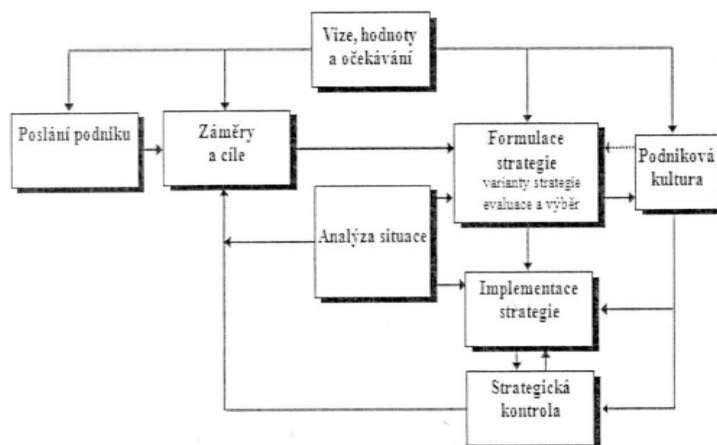 Vize, hodnoty
a očekávání
Poslání podniku
Záměry
a cíle
Formulace
strategie
varianty strategie
evaluace a výběr
Podniková
kultura
Analýza situace
Implementace
strategie
Strategická
kontrola